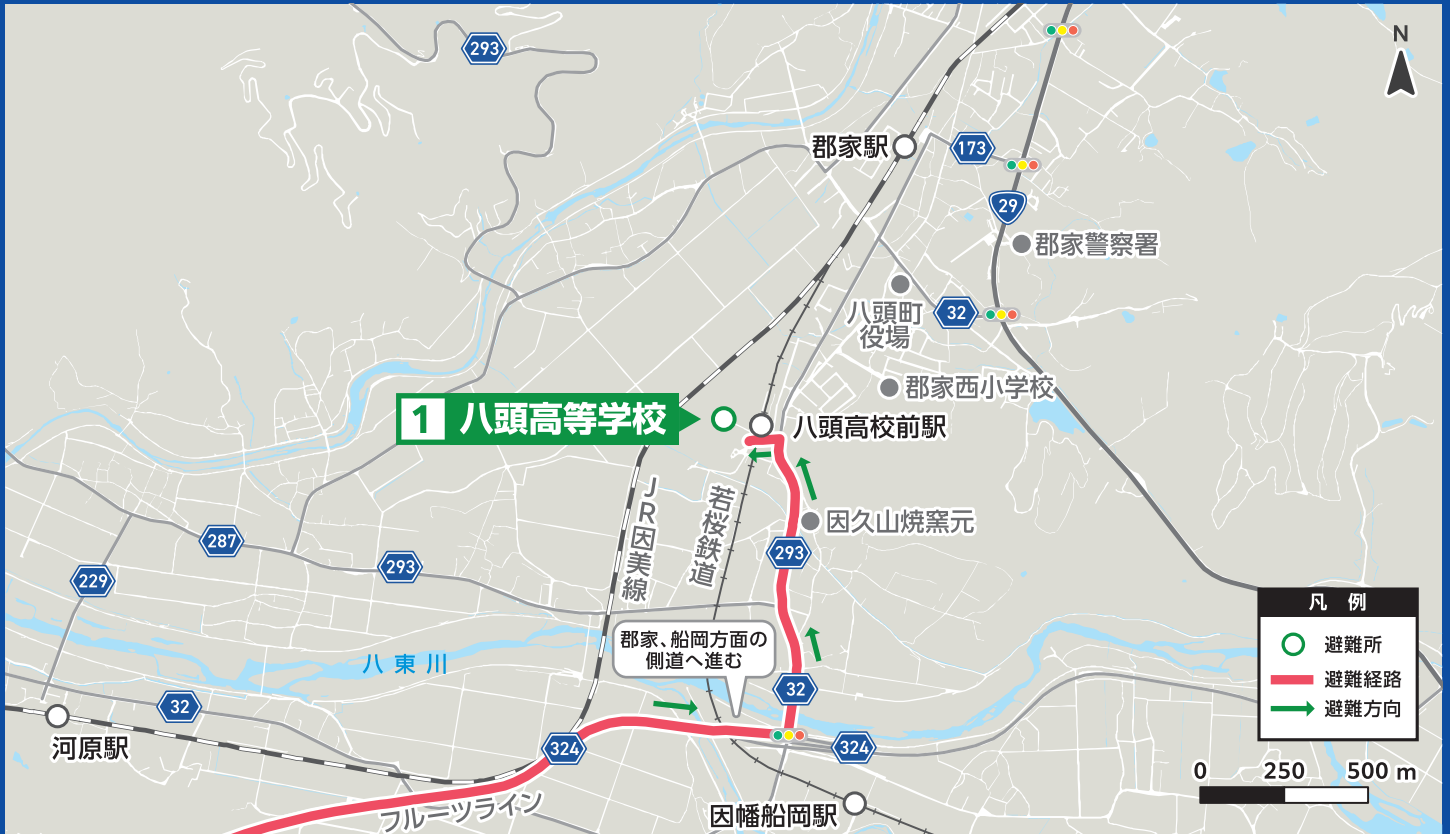 293
N
郡家駅
173
29
郡家警察署
八頭町
役場
32
郡家西小学校
1 八頭高等学校
八頭高校前駅
JR因美線
若桜鉄道
因久山焼窯元
287
293
293
229
凡 例
避難所
避難経路
避難方向
郡家、船岡方面の
側道へ進む
八東川
32
32
河原駅
324
324
フルーツライン
因幡船岡駅
0 250 500 m